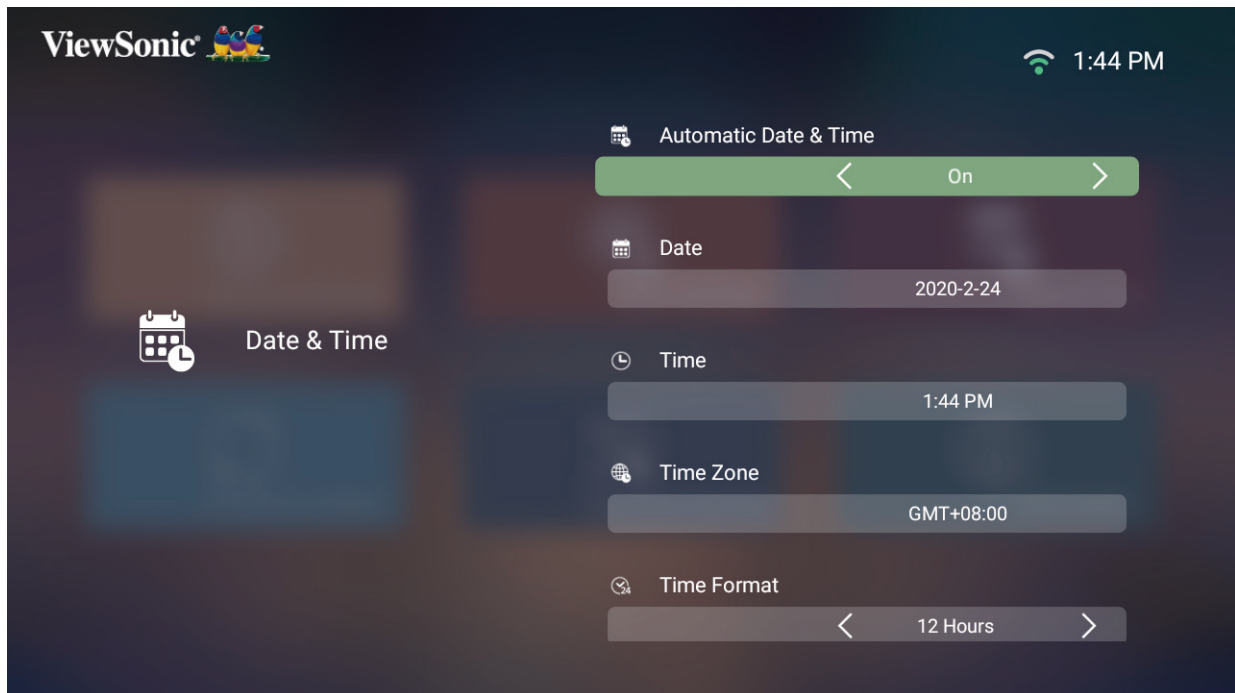 ViewSonic®
1:44 PM
Automatic Date & Time
On
Date
2020-2-24
Date & Time
Time
1:44 PM
Time Zone
GMT+08:00
24
Time Format
12 Hours